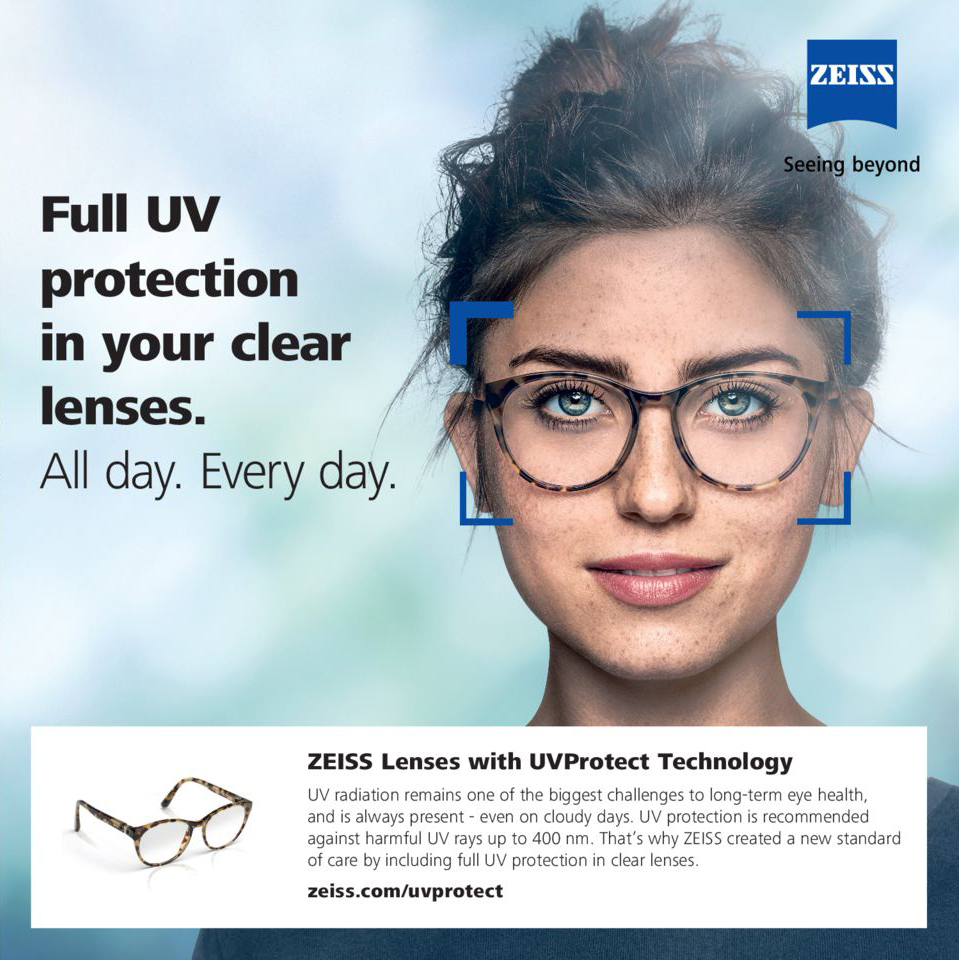 ZEISS
Seeing beyond
Full UV
protection
in your clear
lenses.
All day. Every day.
ZEISS Lenses with UVProtect Technology
UV radiation remains one of the biggest challenges to long-term eye health,
and is always present - even on cloudy days. UV protection is recommended
against harmful UV rays up to 400 nm. That’s why ZEISS created a new standard
of care by including full UV protection in clear lenses.
zeiss.com/uvprotect